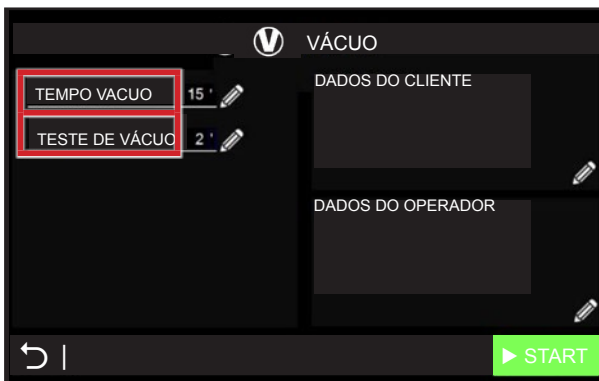 V VÁCUO
TEMPO VACUO 15 '
TESTE DE VÁCUO 2 '
DADOS DO CLIENTE
DADOS DO OPERADOR
START